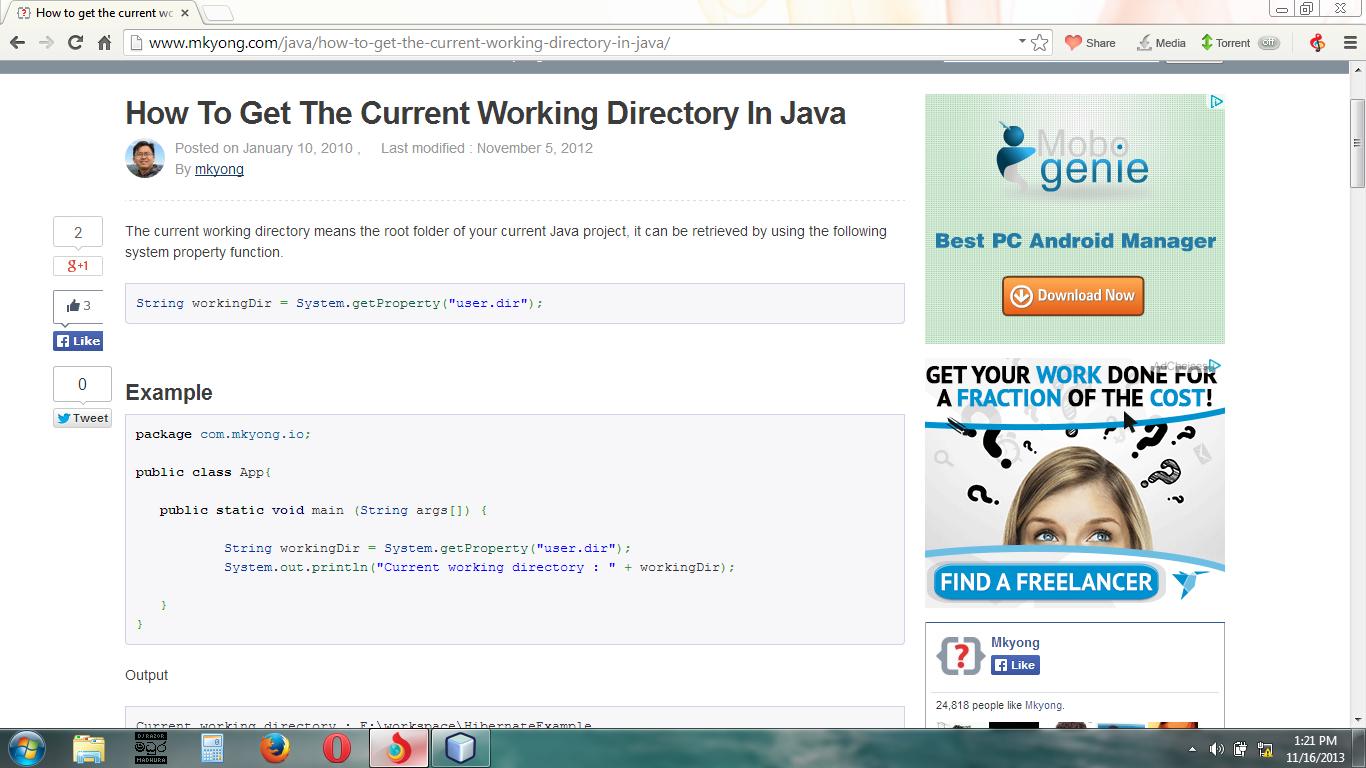 How to get the current wc
www.mkyong.com/java/how-to-get-the-current-working-directory-in-java/
Share
Media
Torrent
off
How To Get The Current Working Directory In Java
Posted on January 10, 2010 , Last modified : November 5, 2012
By mkyong
2
g+1
3
Like
0
Tweet
The current working directory means the root folder of your current Java project, it can be retrieved by using the following
system property function.
String workingDir = System.getProperty("user.dir");
Example
package com.mkyong.io;
public class App{
public static void main (String args[]) {
String workingDir = System.getProperty("user.dir");
System.out.println("Current working directory : " + workingDir);
}
}
Output
Current working directory : E:\workspace\HibernateExample
Mobo
genie
Best PC Android Manager
Download Now
AdChoices
GET YOUR WORK DONE FOR
A FRACTION OF THE COST!
FIND A FREELANCER
Mkyong
Like
24,818 people like Mkyong.
DJ RAZOR
MADHURA
1:21 PM
11/16/2013